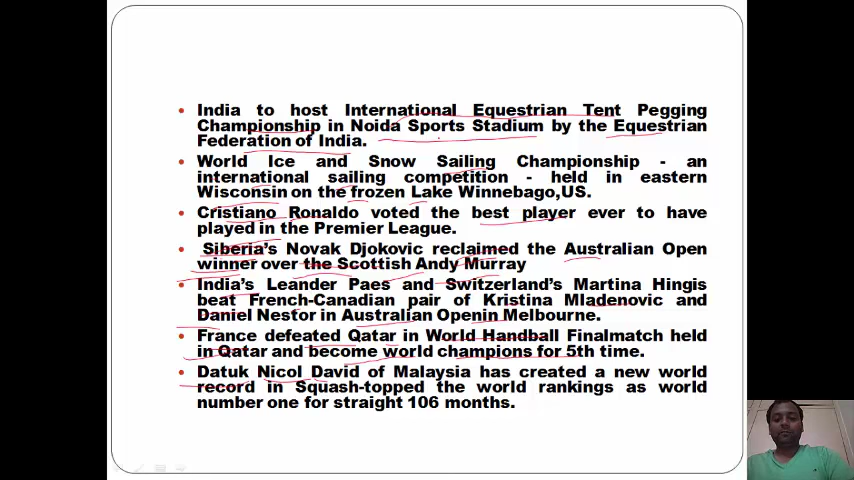 India to host International Equestrian Tent Pegging
Championship in Noida Sports Stadium by the Equestrian
Federation of India.
World Ice and Snow Sailing Championship - an
international sailing competition - held in eastern
Wisconsin on the frozen Lake Winnebago,US.
Cristiano Ronaldo voted the best player ever to have
played in the Premier League.
Siberia's Novak Djokovic reclaimed the Australian Open
winner over the Scottish Andy Murray
India's Leander Paes and Switzerland's Martina Hingis
beat French-Canadian pair of Kristina Mladenovic and
Daniel Nestor in Australian Openin Melbourne.
France defeated Qatar in World Handball Finalmatch held
in Qatar and become world champions for 5th time.
Datuk Nicol David of Malaysia has created a new world
record in Squash-topped the world rankings as world
number one for straight 106 months.